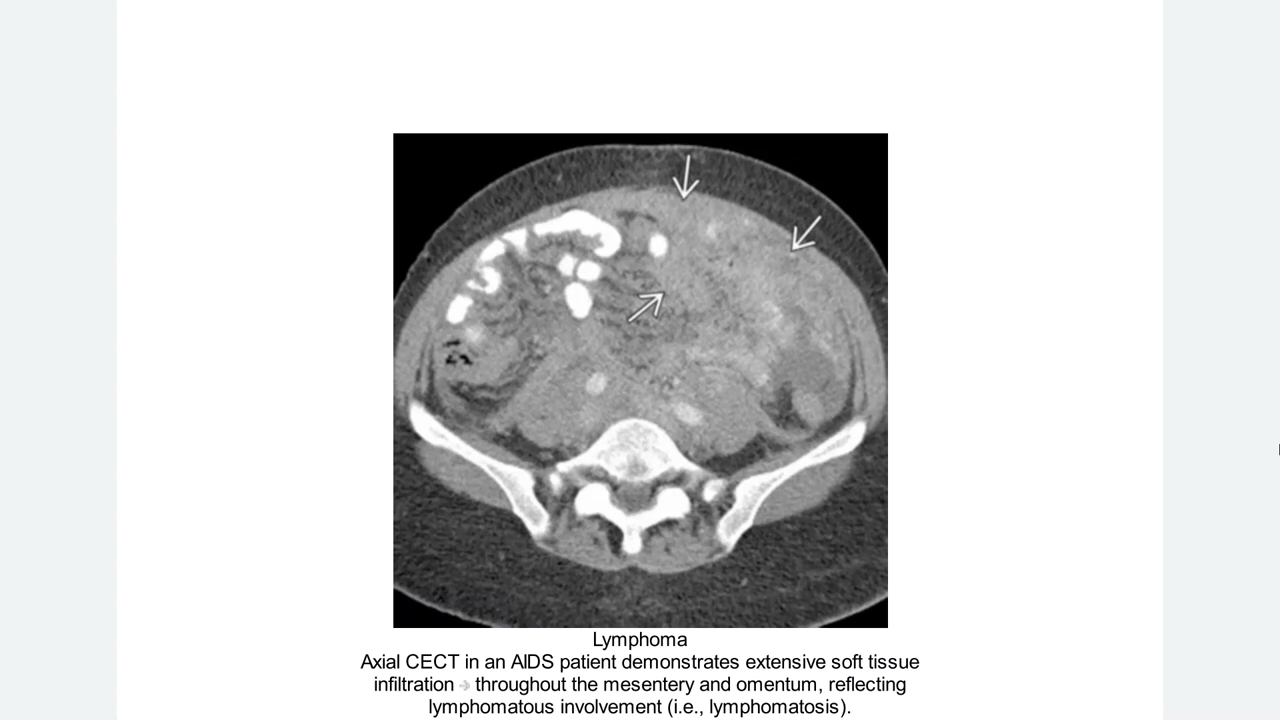 Lymphoma
Axial CECT in an AIDS patient demonstrates extensive soft tissue
infiltration throughout the mesentery and omentum, reflecting
lymphomatous involvement (i.e., lymphomatosis).